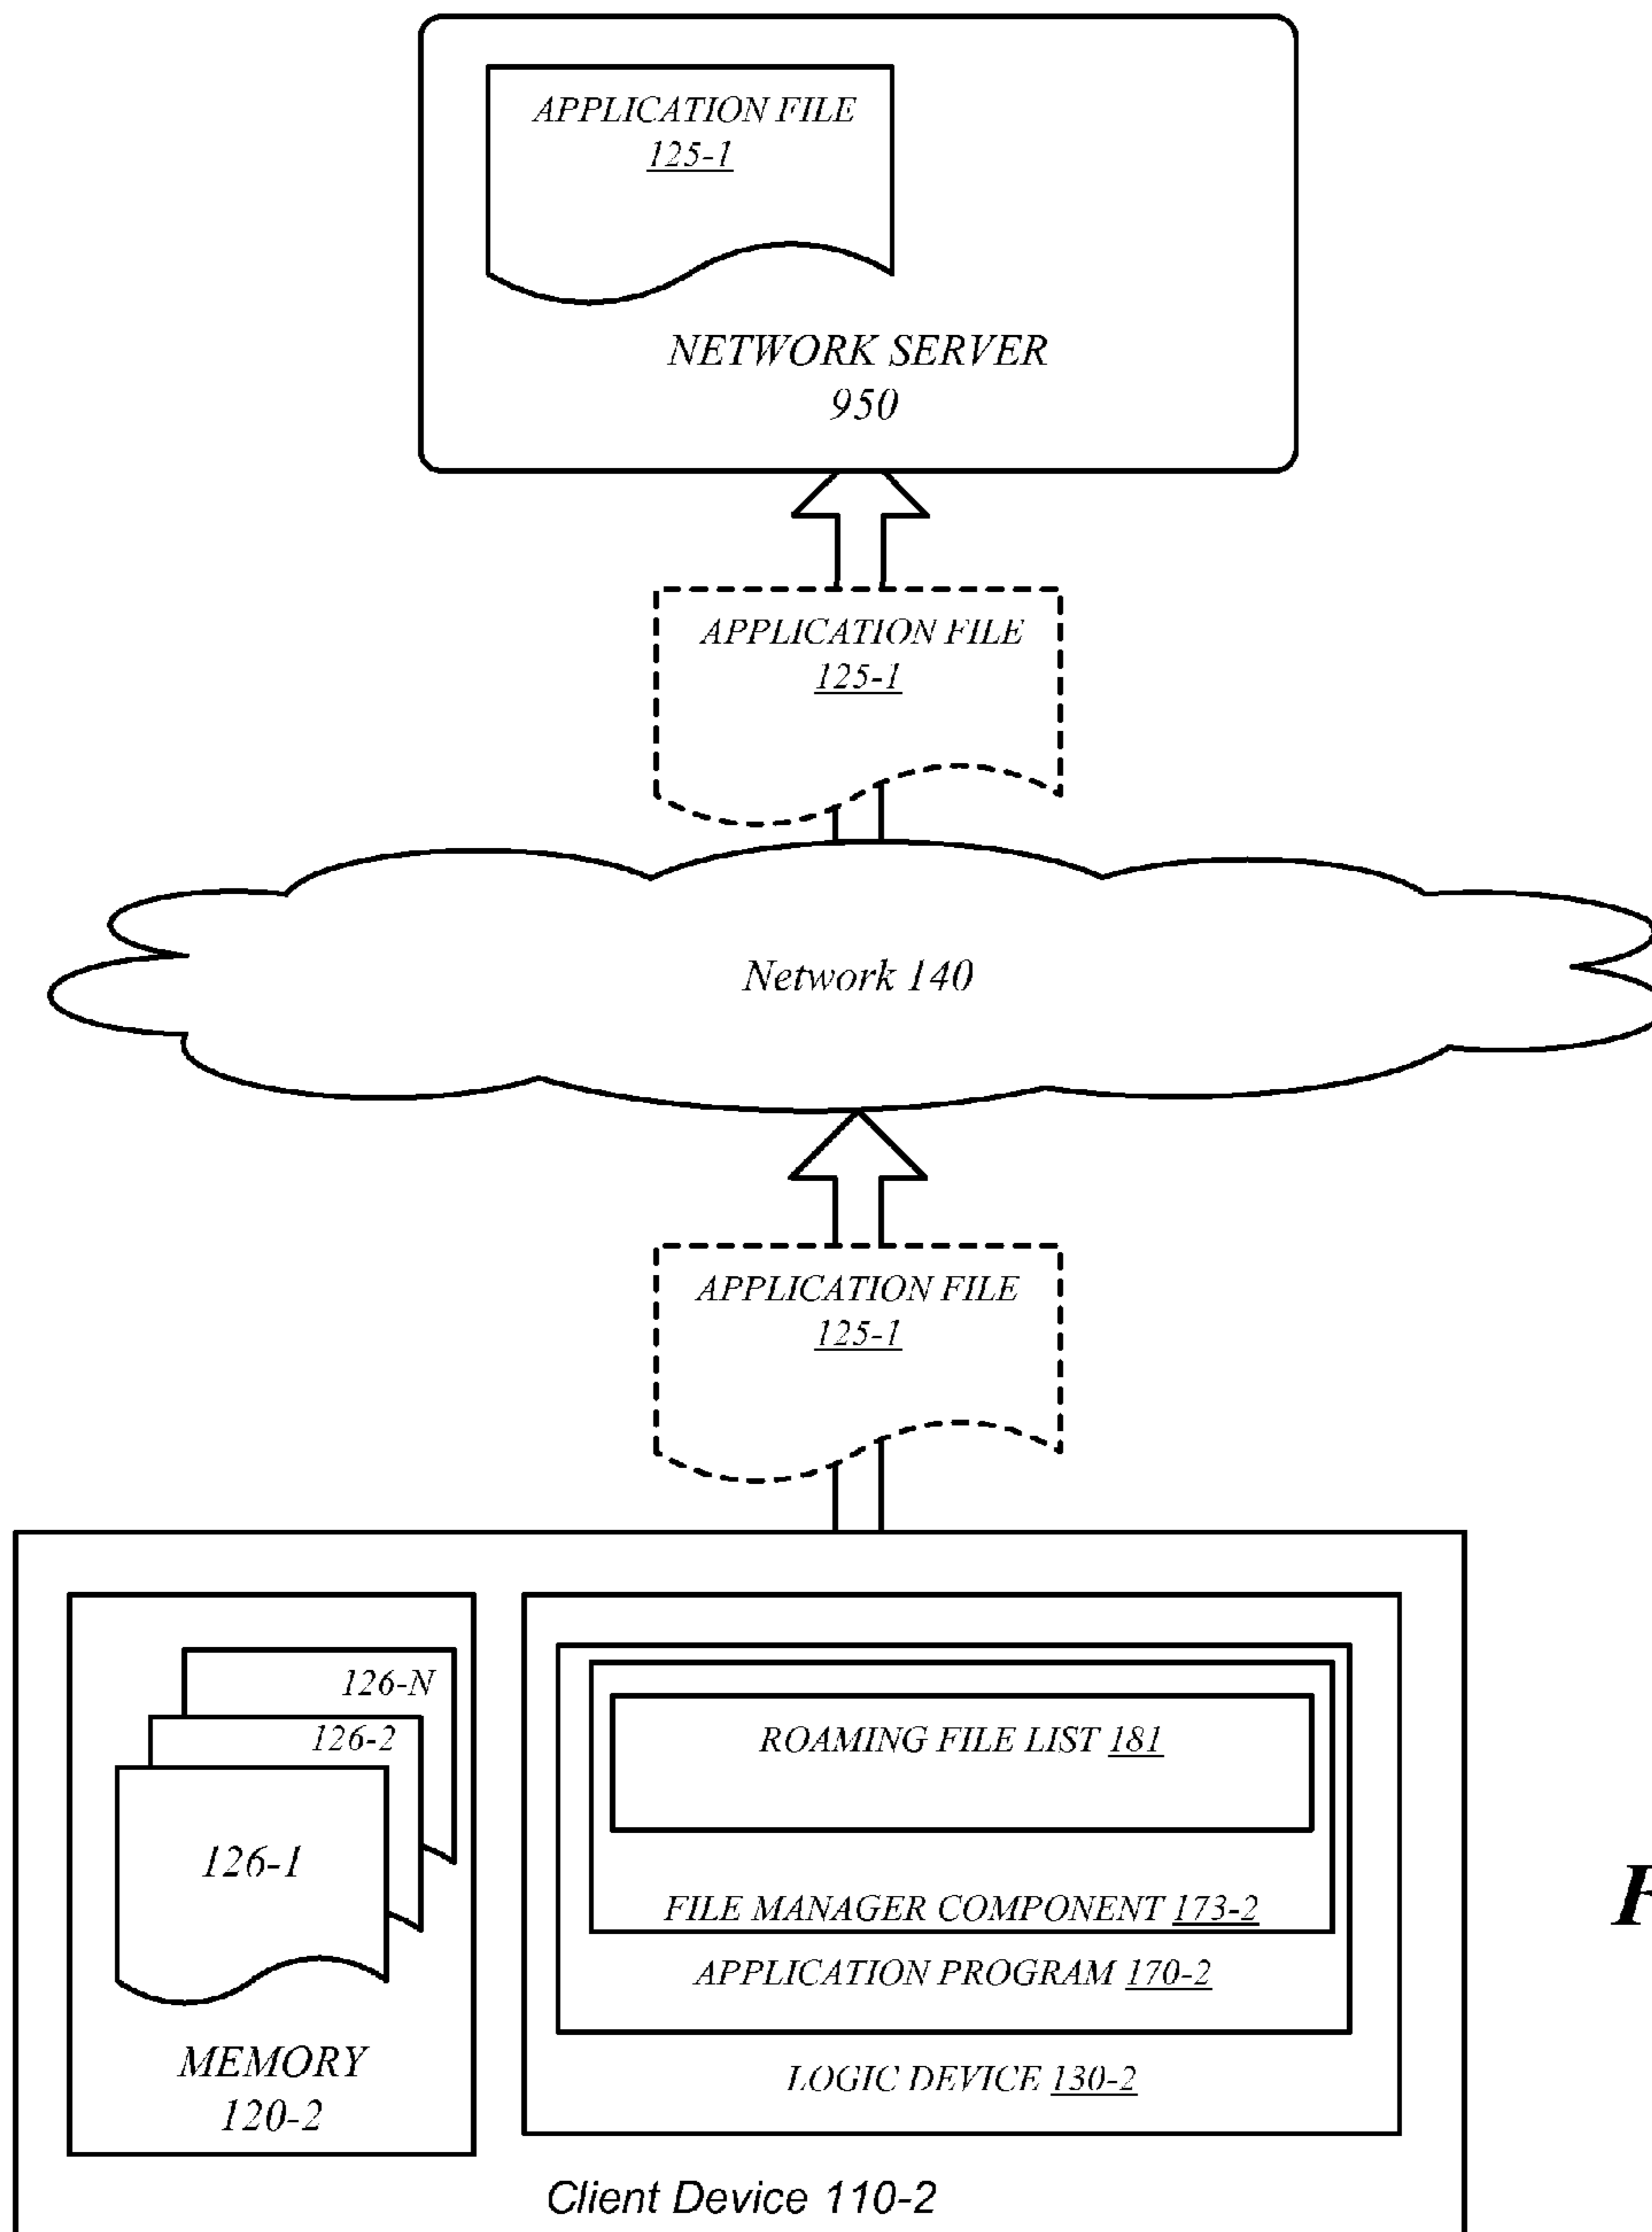 APPLICATION FILE
125-1
NETWORK SERVER
950
APPLICATION FILE
125-1
Network 140
APPLICATION FILE
125-1
126-N
126-2
126-1
MEMORY
120-2
ROAMING FILE LIST 181
FILE MANAGER COMPONENT 173-2
APPLICATION PROGRAM 170-2
LOGIC DEVICE 130-2
Client Device 110-2